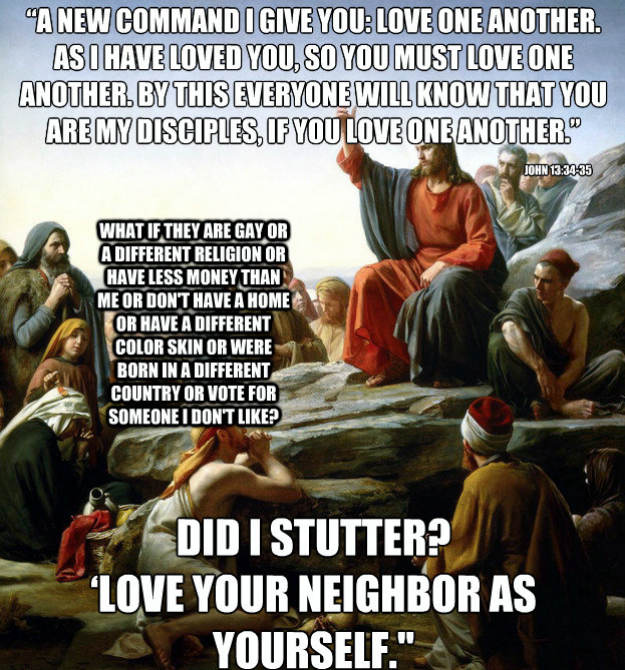 “A NEW COMMAND I GIVE YOU: LOVE ONE ANOTHER.
AS I HAVE LOVED YOU, SO YOU MUST LOVE ONE
ANOTHER. BY THIS EVERYONE WILL KNOW THAT YOU
ARE MY DISCIPLES, IF YOU LOVE ONE ANOTHER.”
JOHN 13:34-35
WHAT IF THEY ARE GAY OR
A DIFFERENT RELIGION OR
HAVE LESS MONEY THAN
ME OR DON'T HAVE A HOME
OR HAVE A DIFFERENT
COLOR SKIN OR WERE
BORN IN A DIFFERENT
COUNTRY OR VOTE FOR
SOMEONE I DON'T LIKE?
DID I STUTTER?
‘LOVE YOUR NEIGHBOR AS
YOURSELF."